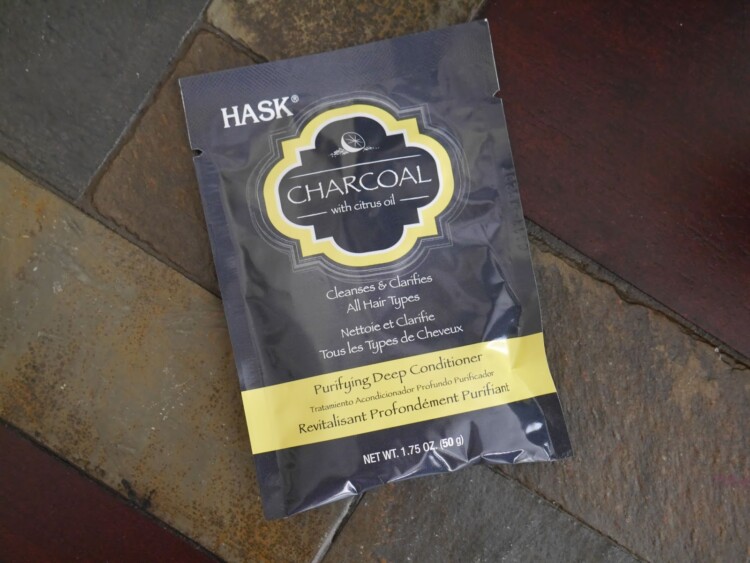 HASK®
CHARCOAL
with citrus oil
Cleanses & Clarifies
All Hair Types
Nettoie et Clarifie
Tous les Types de Cheveux
Purifying Deep Conditioner
Tratamiento Acondicionador Profundo Purificador
Revitalisant Profondément Purifiant
NET WT. 1.75 OZ. (50 g)